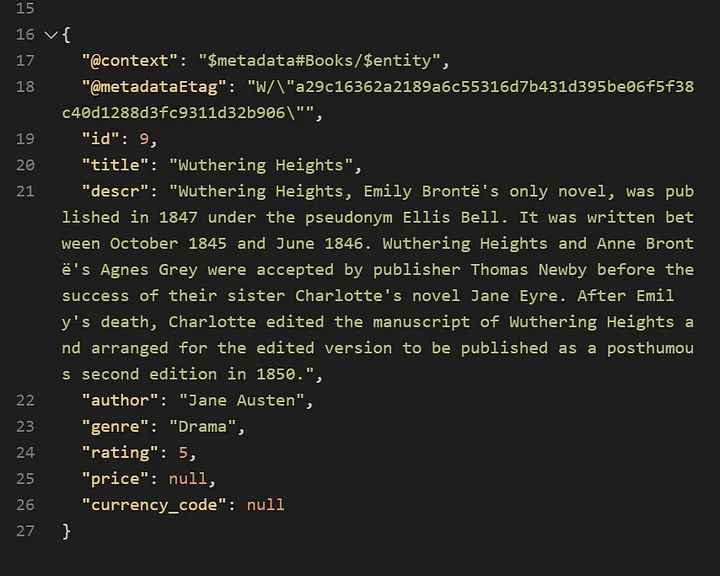 15
16 {
17 "@context": "$metadata#Books/$entity",
18 "@metadataEtag": "W/\"a29c16362a2189a6c55316d7b431d395be06f5f38
c40d1288d3fc9311d32b906\"",
19 "id": 9,
20 "title": "Wuthering Heights",
21 "descr": "Wuthering Heights, Emily Brontë's only novel, was pub
lished in 1847 under the pseudonym Ellis Bell. It was written bet
ween October 1845 and June 1846. Wuthering Heights and Anne Bront
ë's Agnes Grey were accepted by publisher Thomas Newby before the
success of their sister Charlotte's novel Jane Eyre. After Emil
y's death, Charlotte edited the manuscript of Wuthering Heights a
nd arranged for the edited version to be published as a posthumou
s second edition in 1850.",
22 "author": "Jane Austen",
23 "genre": "Drama",
24 "rating": 5,
25 "price": null,
26 "currency_code": null
27 }